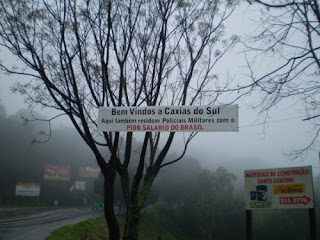 Bem Vindos a Caxias do Sul
Aqui também residem Policiais Militares com o
PIOR SALÁRIO DO BRASIL
MATERIAIS DE CONSTRUÇÃO
SANTA CORONA